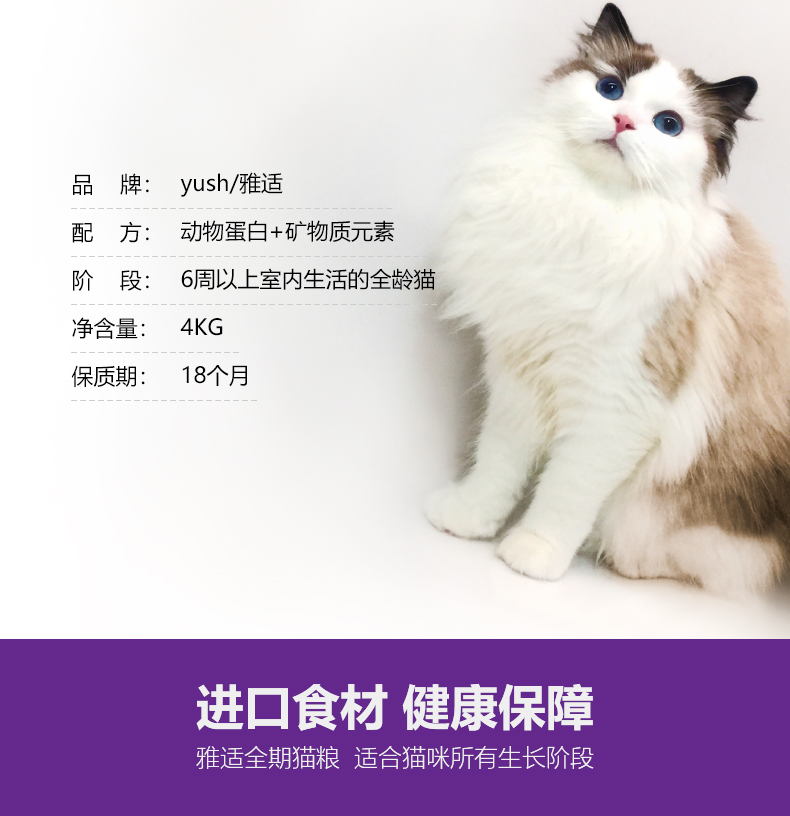 品 牌： yush/雅适
配 方： 动物蛋白+矿物质元素
阶 段： 6周以上室内生活的全龄猫
净含量： 4KG
保质期： 18个月
进口食材 健康保障
雅适全期猫粮 适合猫咪所有生长阶段